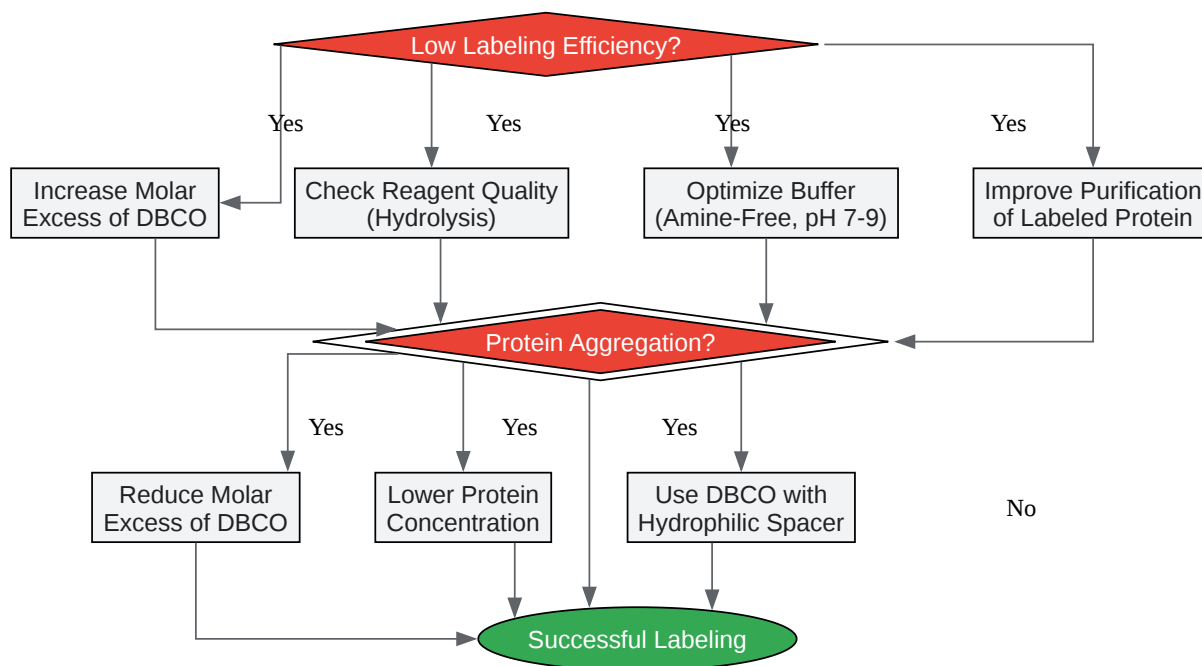 Low Labeling Efficiency?
Yes
Yes
Yes
Yes
Increase Molar
Excess of DBCO
Check Reagent Quality
(Hydrolysis)
Optimize Buffer
(Amine-Free, pH 7-9)
Improve Purification
of Labeled Protein
Protein Aggregation?
Yes
Yes
Yes
Reduce Molar
Excess of DBCO
Lower Protein
Concentration
Use DBCO with
Hydrophilic Spacer
No
Successful Labeling